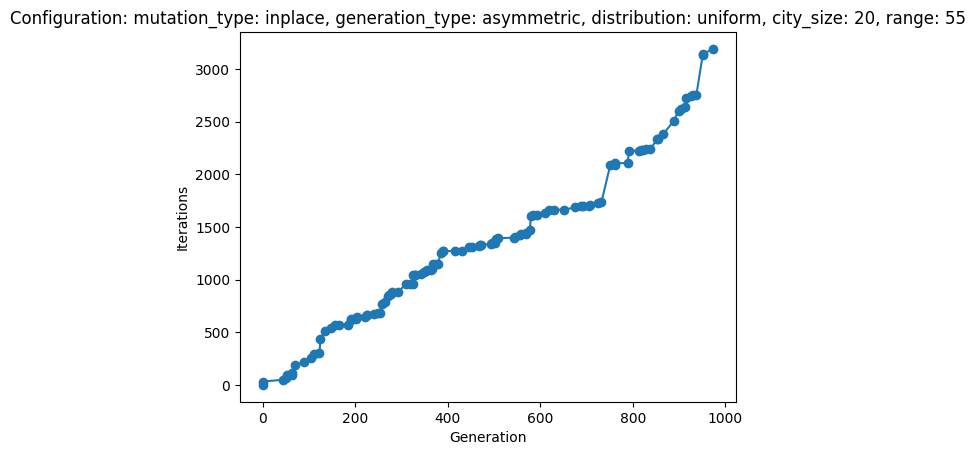 Configuration: mutation_type: inplace, generation_type: asymmetric, distribution: uniform, city_size: 20, range: 55
3000
2500
2000
1500
1000
500
0
Iterations
0 200 400 600 800 1000
Generation